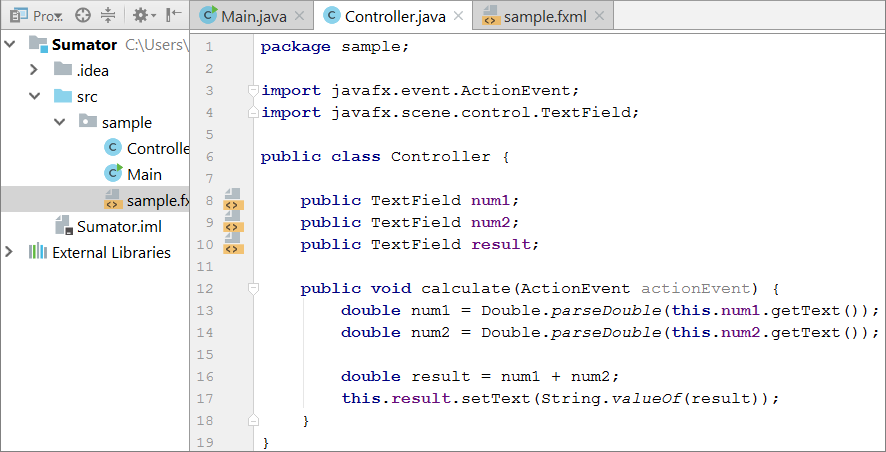 Pro..
Main.java
Controller.java
sample.fxml
Sumator C:\Users\
.idea
src
sample
Controlle
Main
sample.fx
Sumator.iml
External Libraries
1 package sample;
2
3 import javafx.event.ActionEvent;
4 import javafx.scene.control.TextField;
5
6 public class Controller {
7
8 public TextField num1;
9 public TextField num2;
10 public TextField result;
11
12 public void calculate(ActionEvent actionEvent) {
13 double num1 = Double.parseDouble(this.num1.getText());
14 double num2 = Double.parseDouble(this.num2.getText());
15
16 double result = num1 + num2;
17 this.result.setText(String.valueOf(result));
18 }
19 }